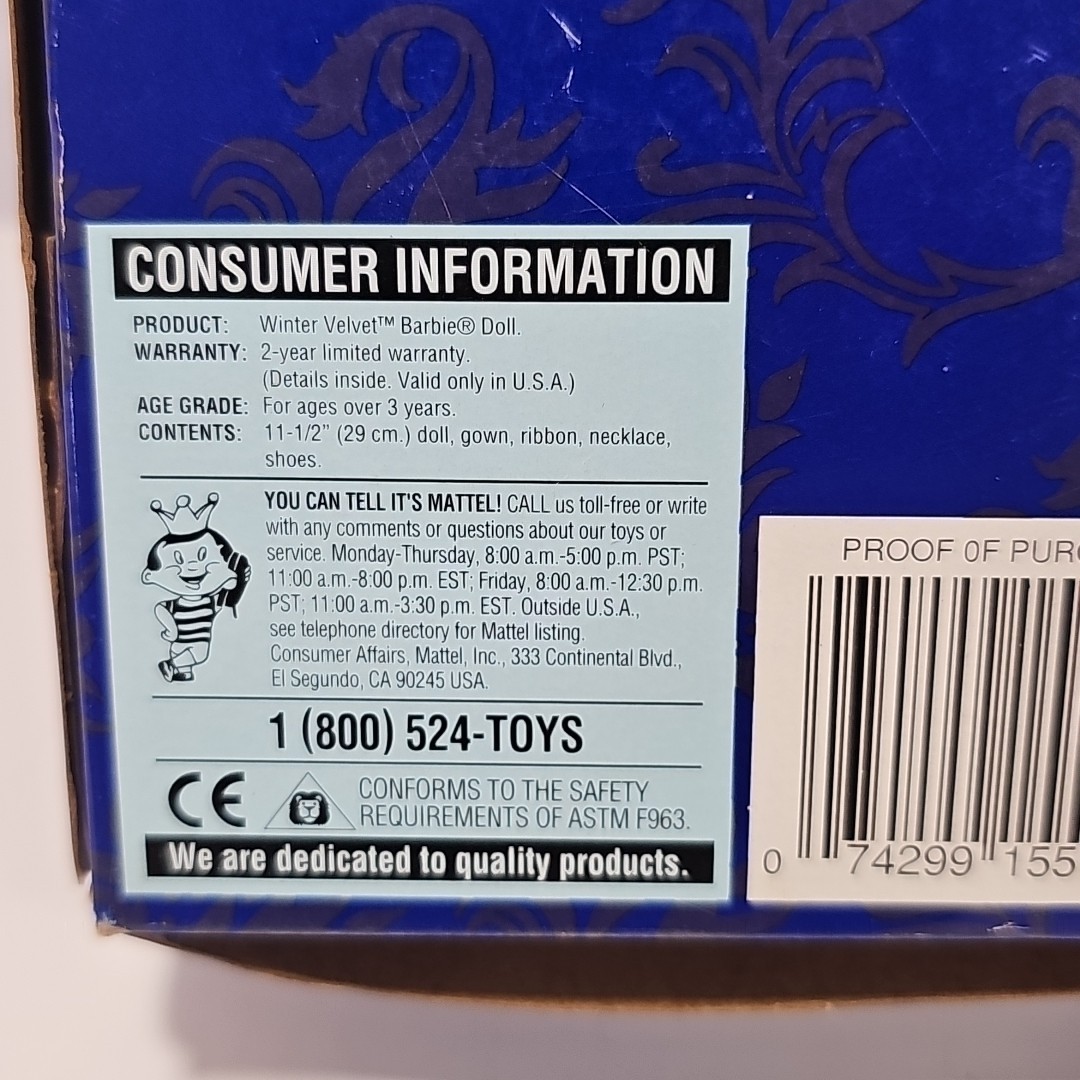 CONSUMER INFORMATION
PRODUCT: Winter Velvet™ Barbie® Doll.
WARRANTY: 2-year limited warranty.
(Details inside. Valid only in U.S.A.)
AGE GRADE: For ages over 3 years.
CONTENTS: 11-1/2" (29 cm.) doll, gown, ribbon, necklace,
shoes.
YOU CAN TELL IT'S MATTEL! CALL us toll-free or write
with any comments or questions about our toys or
service. Monday-Thursday, 8:00 a.m.-5:00 p.m. PST;
11:00 a.m.-8:00 p.m. EST; Friday, 8:00 a.m.-12:30 p.m.
PST; 11:00 a.m.-3:30 p.m. EST. Outside U.S.A.,
see telephone directory for Mattel listing.
Consumer Affairs, Mattel, Inc., 333 Continental Blvd.,
El Segundo, CA 90245 USA.
1 (800) 524-TOYS
CE
CONFORMS TO THE SAFETY
REQUIREMENTS OF ASTM F963.
We are dedicated to quality products.
PROOF OF PURC
0 74299 155